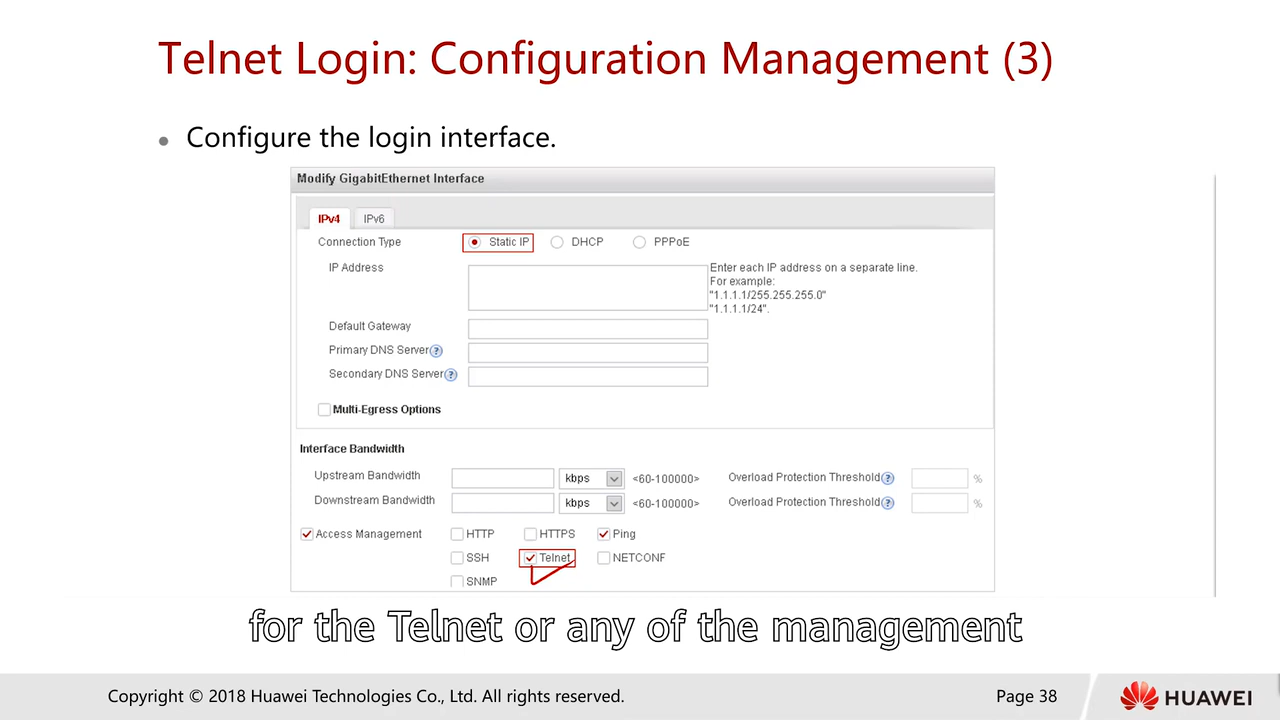 Telnet Login: Configuration Management (3)
• Configure the login interface.
Modify GigabitEthernet Interface
IPv4 IPv6
Connection Type Static IP DHCP PPPoE
IP Address
Enter each IP address on a separate line.
For example:
"1.1.1.1/255.255.255.0"
"1.1.1.1/24".
Default Gateway
Primary DNS Server ?
Secondary DNS Server ?
Multi-Egress Options
Interface Bandwidth
Upstream Bandwidth kbps <60-100000> Overload Protection Threshold ? %
Downstream Bandwidth kbps <60-100000> Overload Protection Threshold ? %
Access Management HTTP HTTPS Ping
SSH Telnet NETCONF
SNMP
for the Telnet or any of the management
Copyright © 2018 Huawei Technologies Co., Ltd. All rights reserved. Page 38 HUAWEI